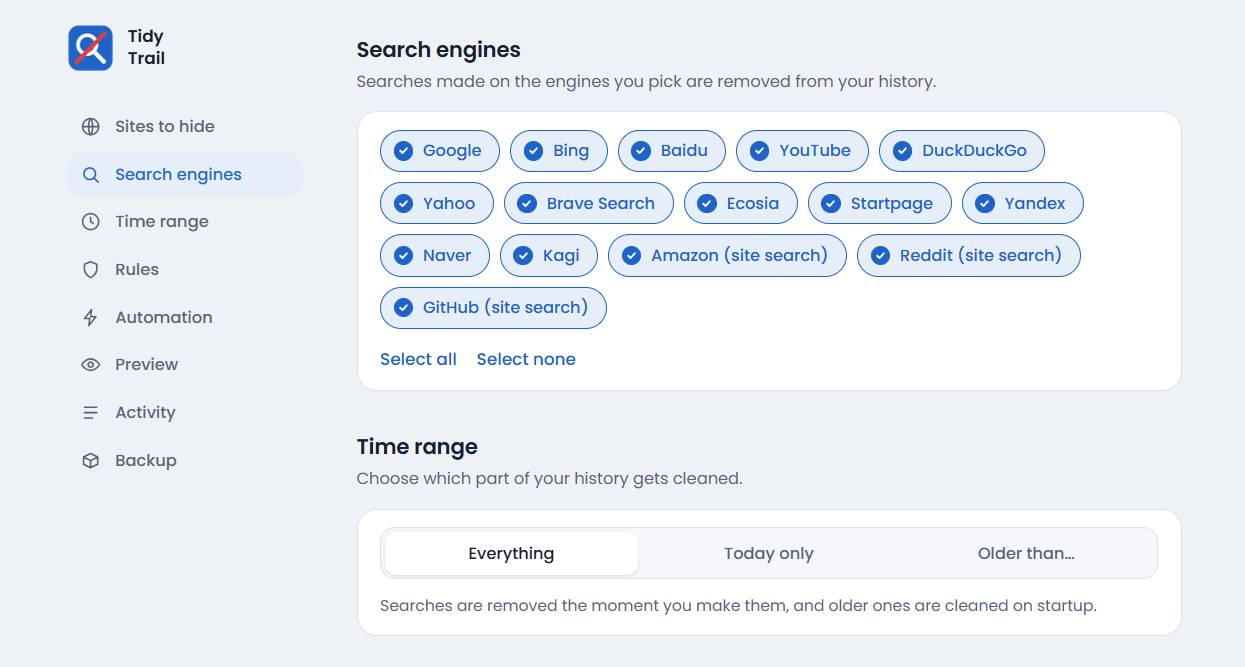 Tidy
Trail
Sites to hide
Search engines
Time range
Rules
Automation
Preview
Activity
Backup
Search engines
Searches made on the engines you pick are removed from your history.
Google Bing Baidu YouTube DuckDuckGo
Yahoo Brave Search Ecosia Startpage Yandex
Naver Kagi Amazon (site search) Reddit (site search)
GitHub (site search)
Select all Select none
Time range
Choose which part of your history gets cleaned.
Everything Today only Older than...
Searches are removed the moment you make them, and older ones are cleaned on startup.